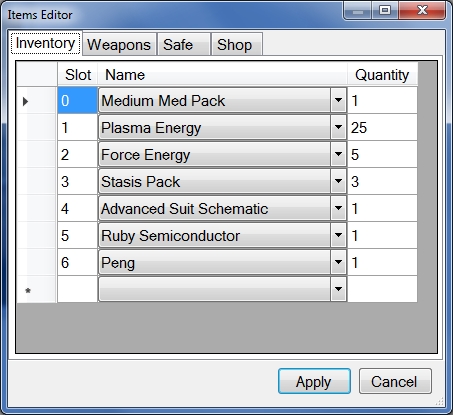 Items Editor
Inventory Weapons Safe Shop
Slot Name Quantity
0 Medium Med Pack 1
1 Plasma Energy 25
2 Force Energy 5
3 Stasis Pack 3
4 Advanced Suit Schematic 1
5 Ruby Semiconductor 1
6 Peng 1
*
Apply Cancel